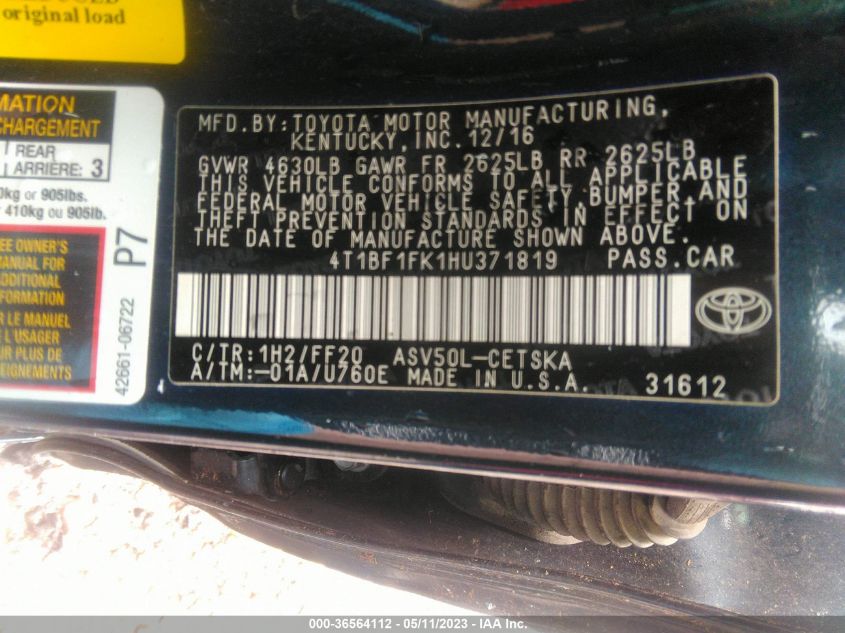 original load
MATION
CHARGEMENT
REAR
ARRIÈRE: 3
kg or 905lbs.
410kg ou 905lb.
EE OWNER'S
MANUAL FOR
ADDITIONAL
FORMATION
LE MANUEL
L'USAGER
UR PLUS DE
SEIGNEMENTS
P7
42661-06722
MFD.BY:TOYOTA MOTOR MANUFACTURING,
KENTUCKY, INC. 12/16
GVWR 4630LB GAWR FR 2625LB RR 2625LB
THIS VEHICLE CONFORMS TO ALL APPLICABLE
FEDERAL MOTOR VEHICLE SAFETY,BUMPER,AND
THEFT PREVENTION STANDARDS IN EFFECT ON
THE DATE OF MANUFACTURE SHOWN ABOVE.
4T1BF1FK1HU371819 PASS.CAR
C/TR:1H2/FF20 ASV50L-CETSKA
A/TM:-01A/U760E MADE IN U.S.A. 31612
000-36564112 - 05/11/2023 - IAA Inc.